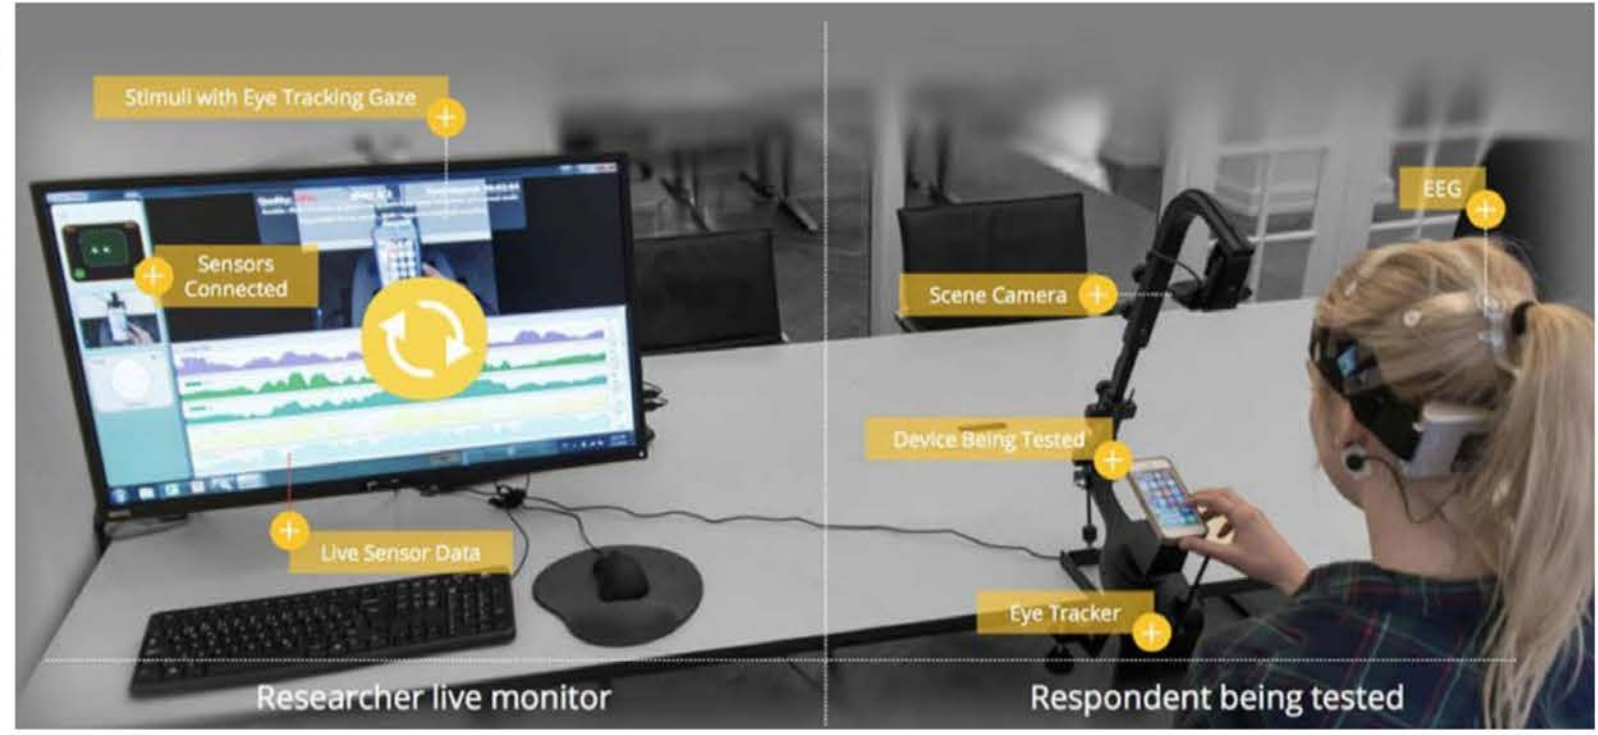 Stimuli with Eye Tracking Gaze
EEG
Sensors
Connected
Scene Camera
Device Being Tested
Live Sensor Data
Eye Tracker
Researcher live monitor
Respondent being tested